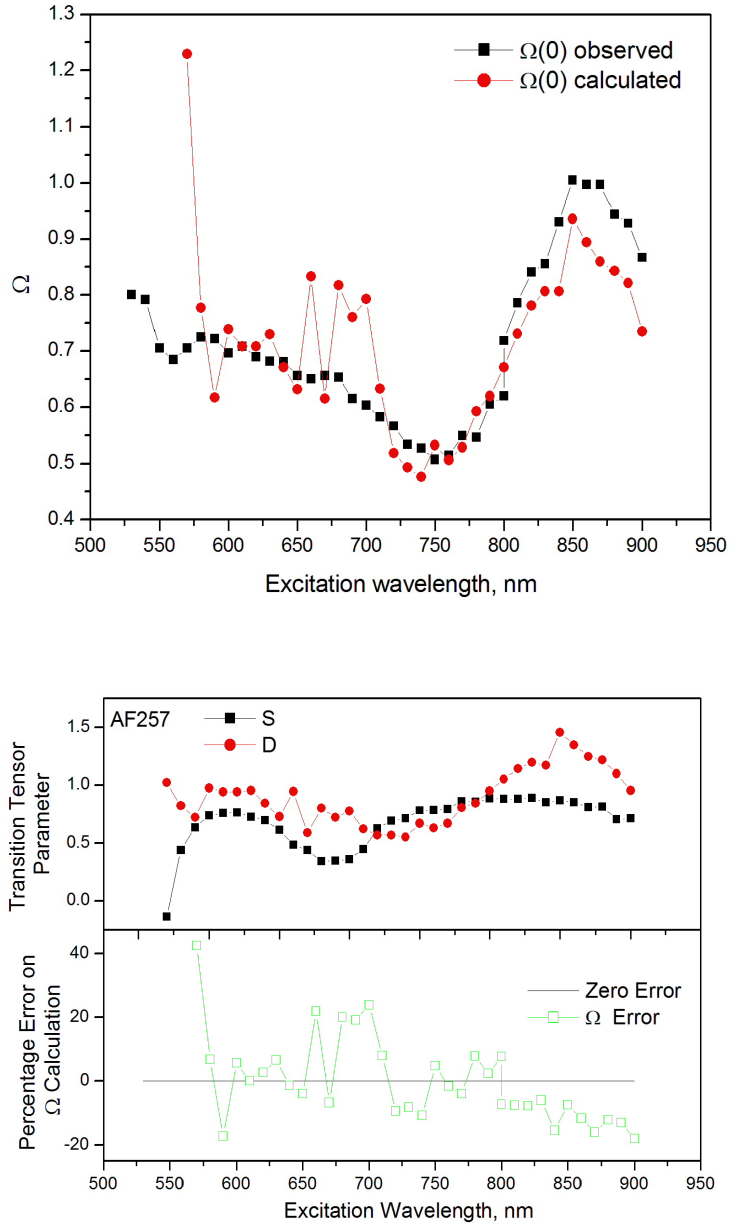 1.3
1.2
1.1
1.0
0.9
0.8
0.7
0.6
0.5
0.4
Ω
Ω(0) observed
Ω(0) calculated
500 550 600 650 700 750 800 850 900 950
Excitation wavelength, nm
AF257
S
D
1.5
1.0
0.5
0.0
Transition Tensor
Parameter
40
20
0
-20
Percentage Error on
Ω Calculation
Zero Error
Ω Error
500 550 600 650 700 750 800 850 900 950
Excitation Wavelength, nm